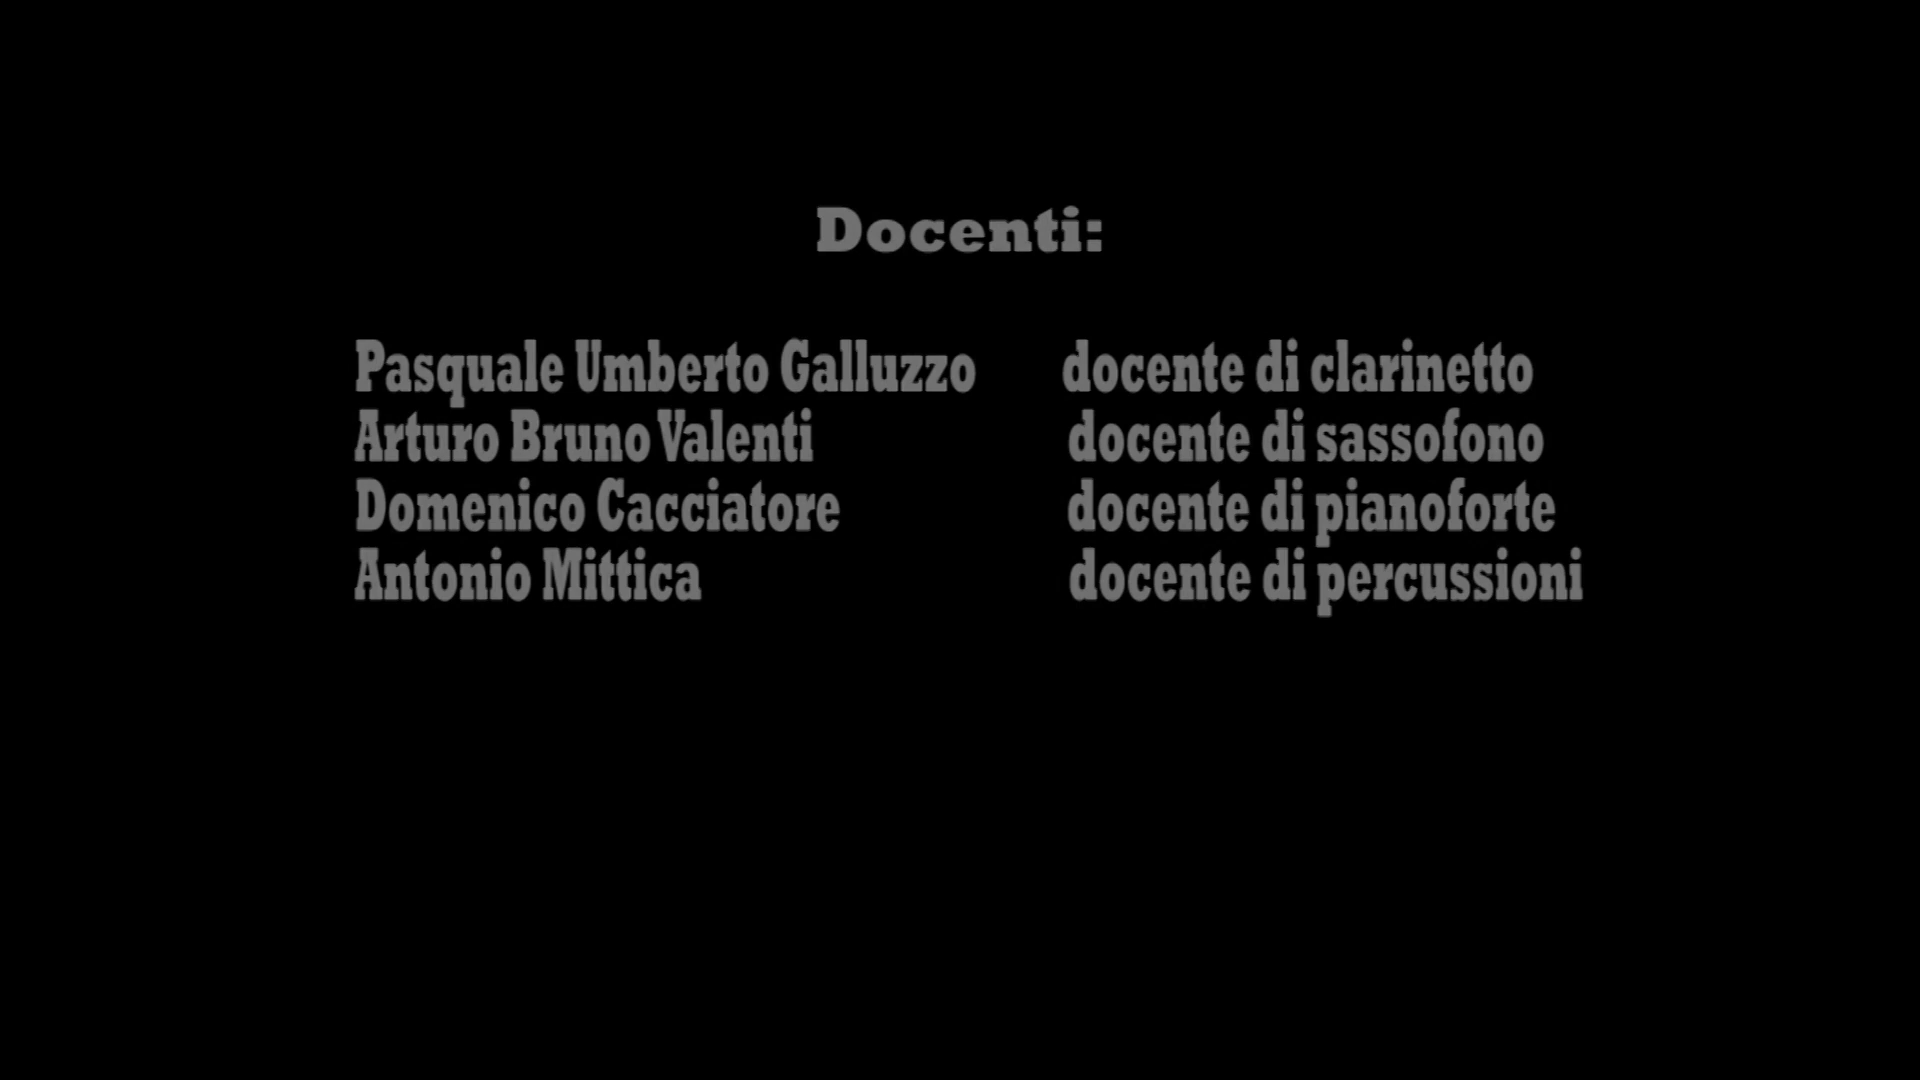 Docenti:
Pasquale Umberto Galluzzo docente di clarinetto
Arturo Bruno Valenti docente di sassofono
Domenico Cacciatore docente di pianoforte
Antonio Mittica docente di percussioni